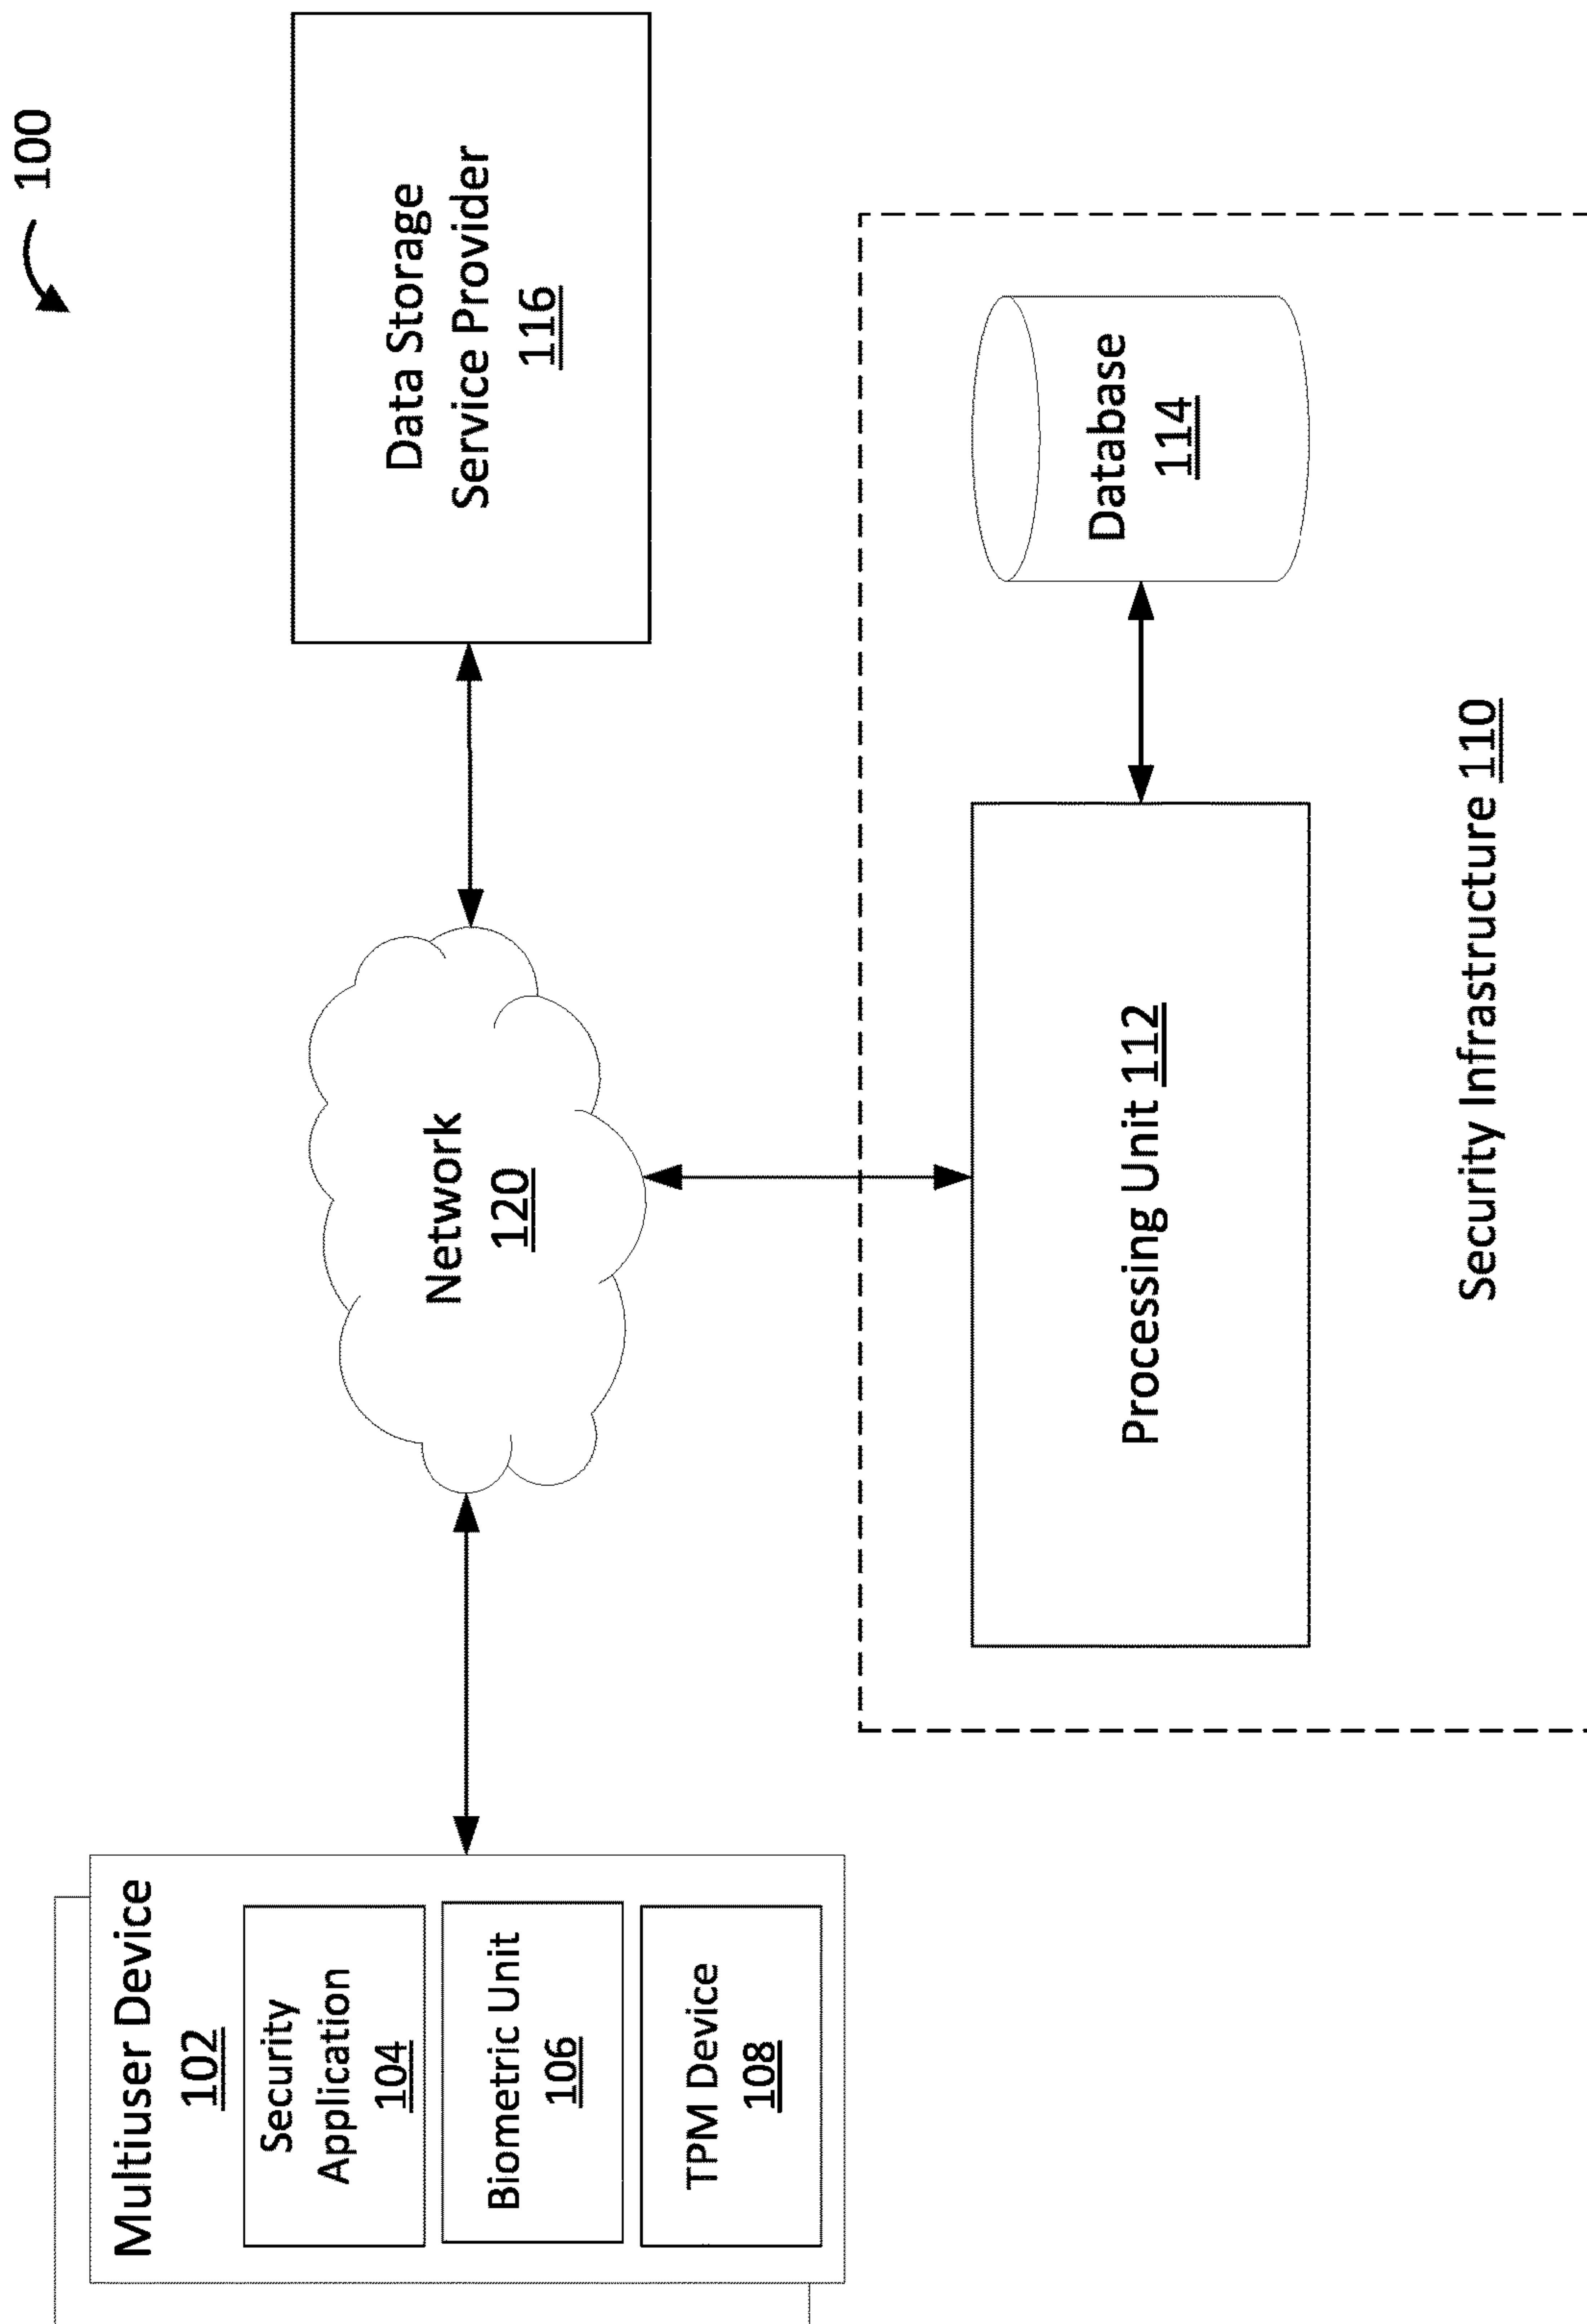 100
Multiuser Device
102
Security
Application
104
Biometric Unit
106
TPM Device
108
Network
120
Data Storage
Service Provider
116
Processing Unit 112
Database
114
Security Infrastructure 110